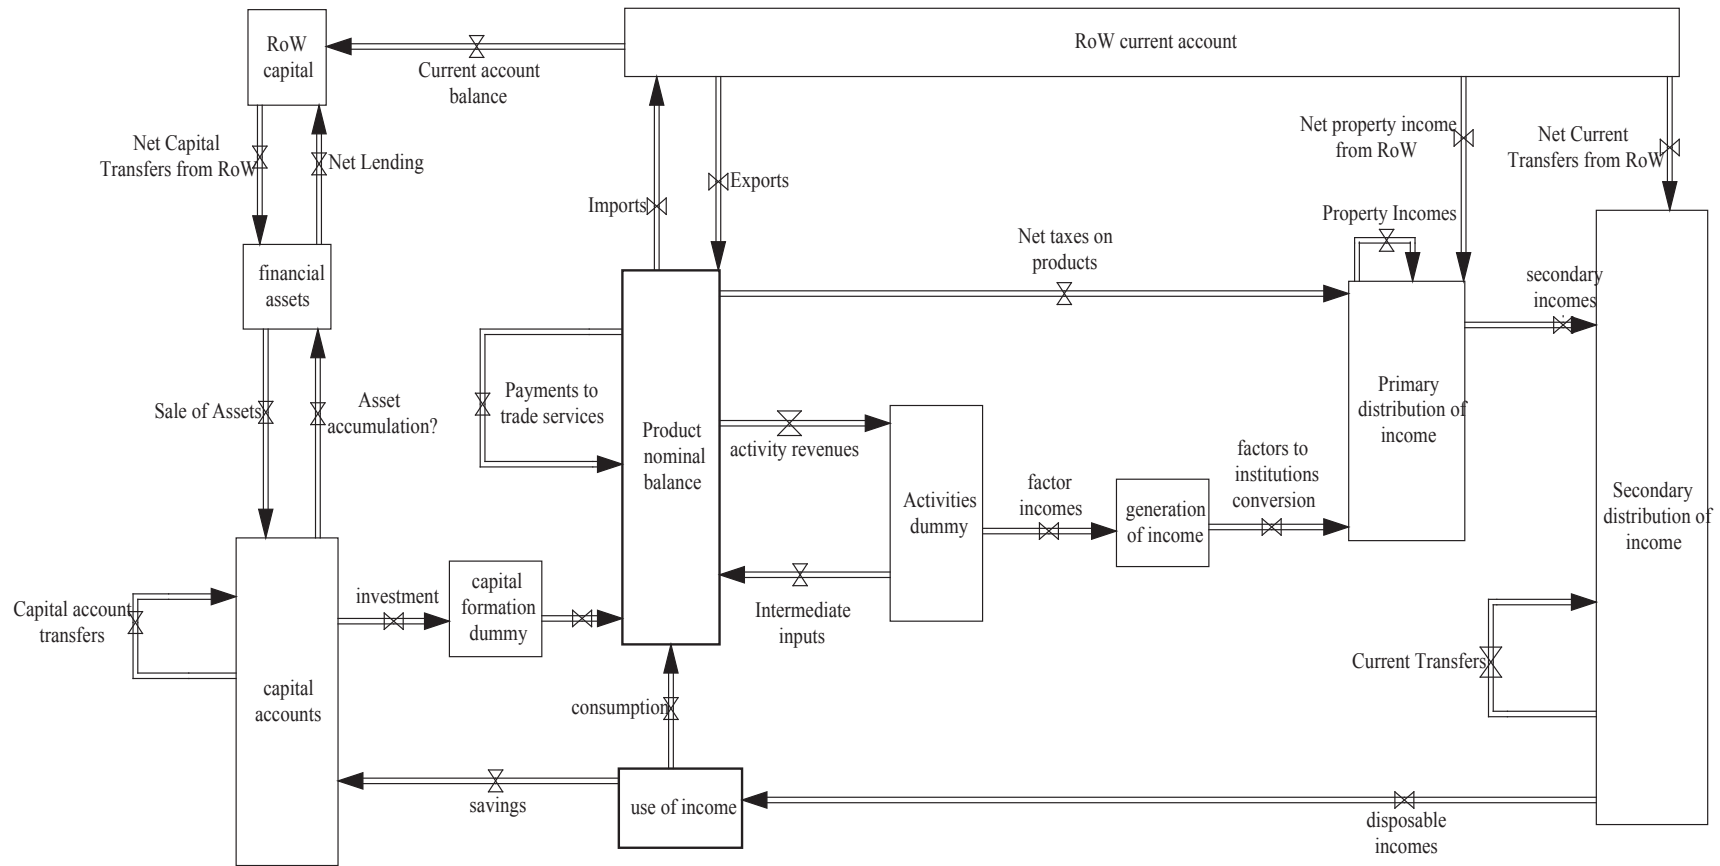 RoW
capital
RoW current account
Current account
balance
Net Capital
Transfers from RoW
Net Lending
Imports
Exports
Net property income
from RoW
Net Current
Transfers from RoW
Property Incomes
Net taxes on
products
secondary
incomes
financial
assets
Sale of Assets
Asset
accumulation?
Payments to
trade services
Product
nominal
balance
activity revenues
Activities
dummy
Intermediate
inputs
factor
incomes
generation
of income
factors to
institutions
conversion
Primary
distribution of
income
Secondary
distribution of
income
Capital account
transfers
investment
capital
formation
dummy
capital
accounts
consumption
Current Transfers
savings
use of income
disposable
incomes